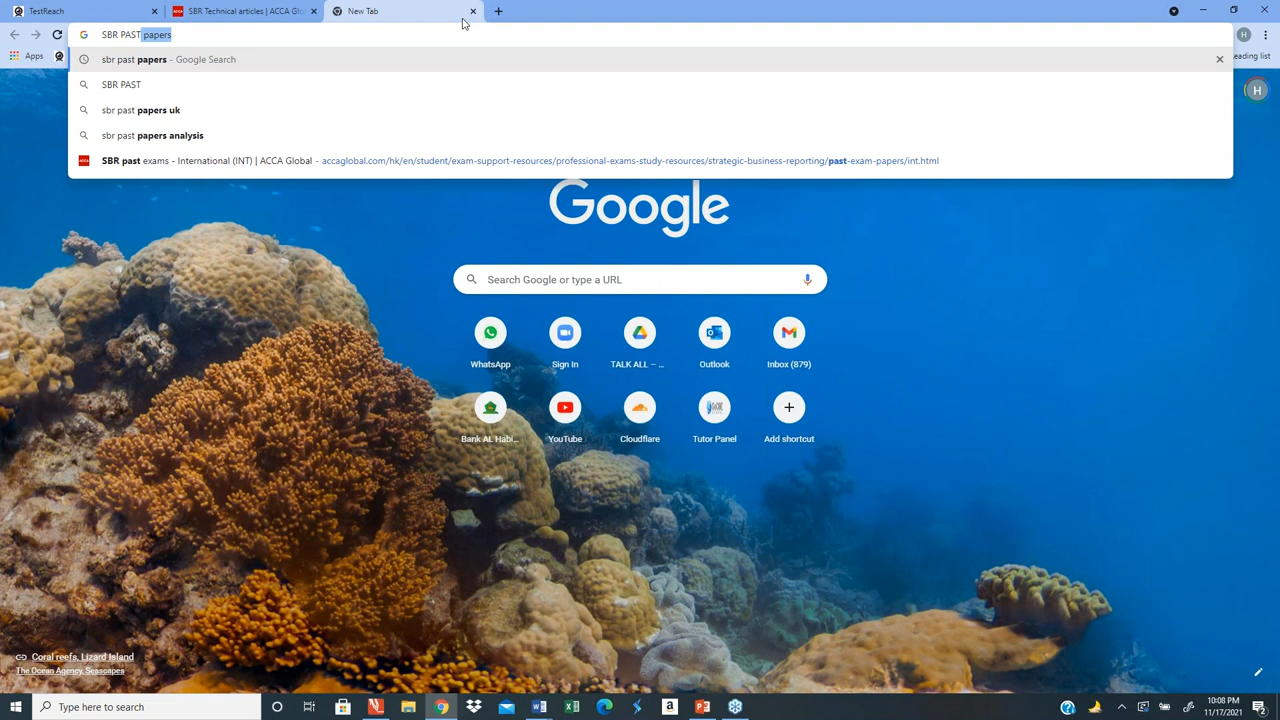 TestReach
SBR Technical articles | ACCA Glo
New Tab
SBR PAST papers
sbr past papers - Google Search
SBR PAST
sbr past papers uk
sbr past papers analysis
SBR past exams - International (INT) | ACCA Global - accaglobal.com/hk/en/student/exam-support-resources/professional-exams-study-resources/strategic-business-reporting/past-exam-papers/int.html
H
Apps
eading list
H
Google
Search Google or type a URL
WhatsApp
Sign In
TALK ALL – ...
Outlook
Inbox (879)
Bank AL Habi...
YouTube
Cloudflare
Tutor Panel
Add shortcut
Coral reefs, Lizard Island
The Ocean Agency, Seascapes
Type here to search
10:08 PM
11/17/2021
2